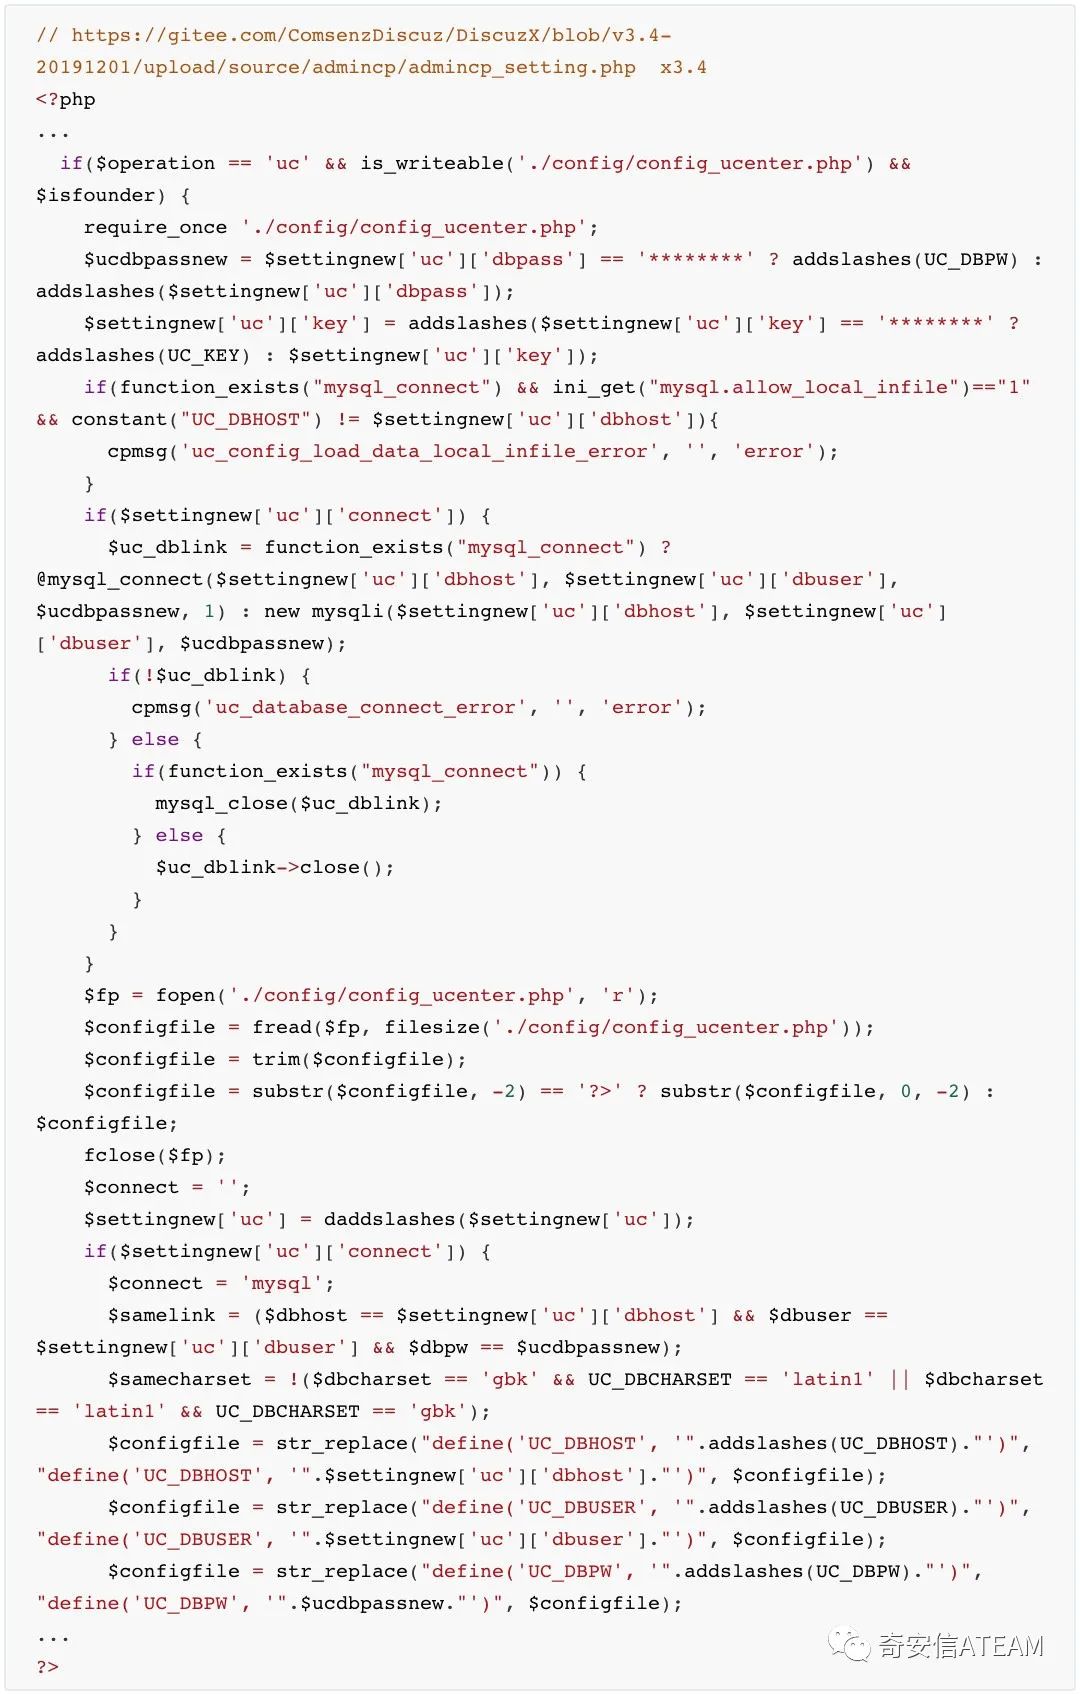 // https://gitee.com/ComsenzDiscuz/DiscuzX/blob/v3.4-
20191201/upload/source/admincp/admincp_setting.php  x3.4
<?php
...
  if($operation == 'uc' && is_writeable('./config/config_ucenter.php') &&
$isfounder) {
    require_once './config/config_ucenter.php';
    $ucdbpassnew = $settingnew['uc']['dbpass'] == '********' ? addslashes(UC_DBPW) :
addslashes($settingnew['uc']['dbpass']);
    $settingnew['uc']['key'] = addslashes($settingnew['uc']['key'] == '********' ?
addslashes(UC_KEY) : $settingnew['uc']['key']);
    if(function_exists("mysql_connect") && ini_get("mysql.allow_local_infile")=="1"
&& constant("UC_DBHOST") != $settingnew['uc']['dbhost']){
      cpmsg('uc_config_load_data_local_infile_error', '', 'error');
    }
    if($settingnew['uc']['connect']) {
      $uc_dblink = function_exists("mysql_connect") ?
@mysql_connect($settingnew['uc']['dbhost'], $settingnew['uc']['dbuser'],
$ucdbpassnew, 1) : new mysqli($settingnew['uc']['dbhost'], $settingnew['uc']
['dbuser'], $ucdbpassnew);
      if(!$uc_dblink) {
        cpmsg('uc_database_connect_error', '', 'error');
      } else {
        if(function_exists("mysql_connect")) {
          mysql_close($uc_dblink);
        } else {
          $uc_dblink->close();
        }
      }
    }
    $fp = fopen('./config/config_ucenter.php', 'r');
    $configfile = fread($fp, filesize('./config/config_ucenter.php'));
    $configfile = trim($configfile);
    $configfile = substr($configfile, -2) == '?>' ? substr($configfile, 0, -2) :
$configfile;
    fclose($fp);
    $connect = '';
    $settingnew['uc'] = daddslashes($settingnew['uc']);
    if($settingnew['uc']['connect']) {
      $connect = 'mysql';
      $samelink = ($dbhost == $settingnew['uc']['dbhost'] && $dbuser ==
$settingnew['uc']['dbuser'] && $dbpw == $ucdbpassnew);
      $samecharset = !($dbcharset == 'gbk' && UC_DBCHARSET == 'latin1' || $dbcharset
== 'latin1' && UC_DBCHARSET == 'gbk');
      $configfile = str_replace("define('UC_DBHOST', '".addslashes(UC_DBHOST)."')",
"define('UC_DBHOST', '".$settingnew['uc']['dbhost']."')", $configfile);
      $configfile = str_replace("define('UC_DBUSER', '".addslashes(UC_DBUSER)."')",
"define('UC_DBUSER', '".$settingnew['uc']['dbuser']."')", $configfile);
      $configfile = str_replace("define('UC_DBPW', '".addslashes(UC_DBPW)."')",
"define('UC_DBPW', '".$ucdbpassnew."')", $configfile);
...
奇安信ATEAM
?>